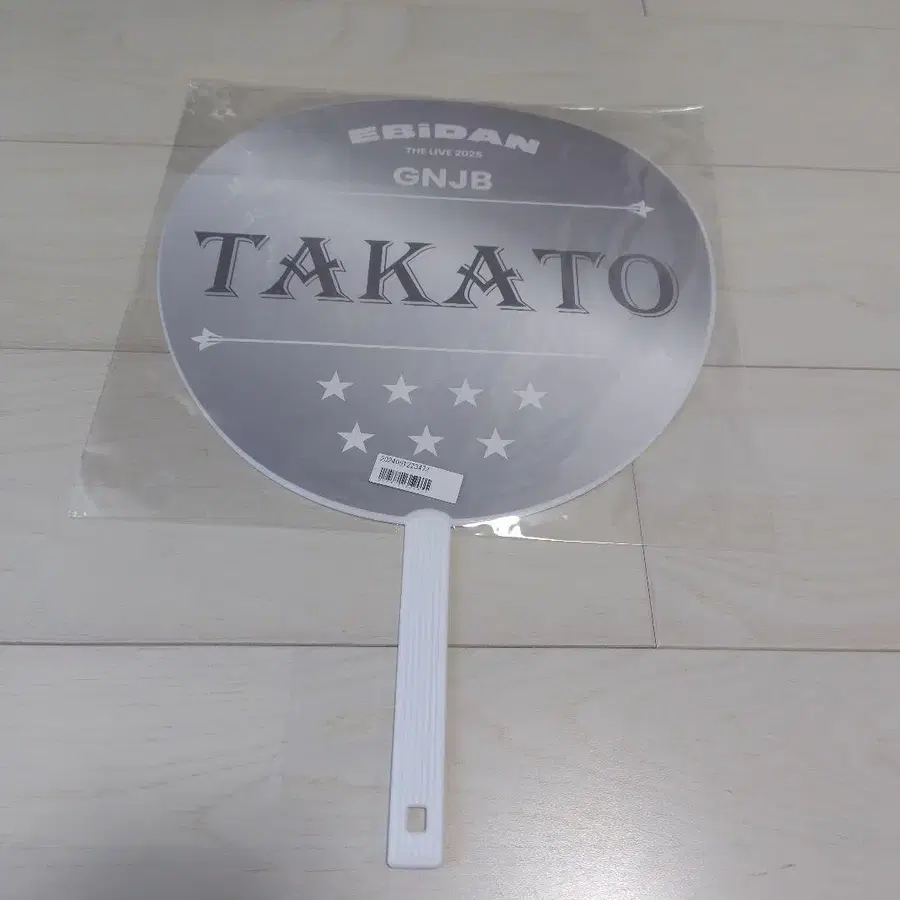 EBiDAN
THE LIVE 2025
GNJB
TAKATO